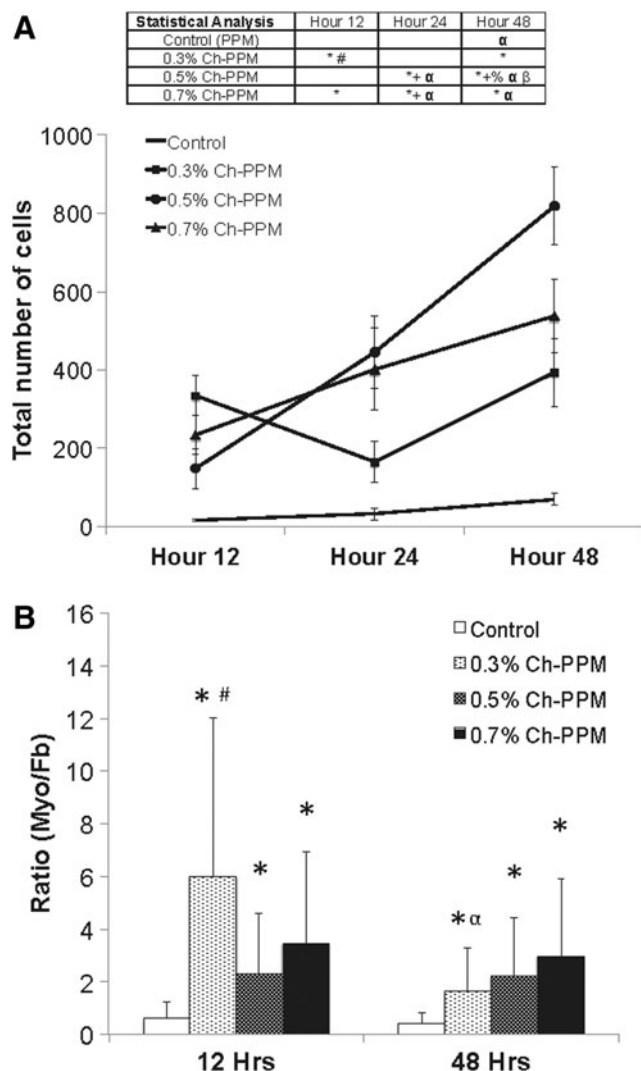 A
Statistical Analysis Hour 12 Hour 24 Hour 48
Control (PPM) α
0.3% Ch-PPM * # *
0.5% Ch-PPM *+ α *+% α β
0.7% Ch-PPM * *+ α * α
1000
800
600
400
200
0
Total number of cells
Control
0.3% Ch-PPM
0.5% Ch-PPM
0.7% Ch-PPM
Hour 12 Hour 24 Hour 48
B
16
14
12
10
8
6
4
2
0
Ratio (Myo/Fb)
Control
0.3% Ch-PPM
0.5% Ch-PPM
0.7% Ch-PPM
* #
*
*
* α
*
*
12 Hrs 48 Hrs